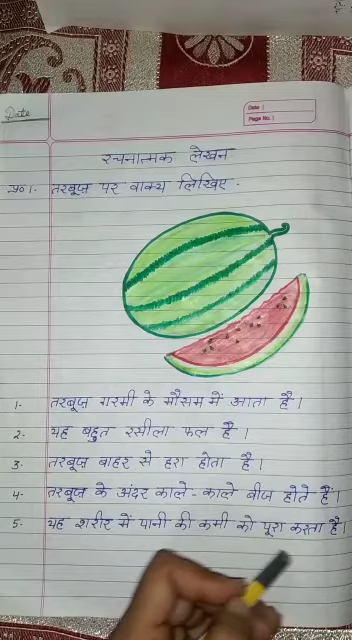 Date
Date :
Page No. :
रचनात्मक लेखन
प्र01. तरबूज पर वाक्य लिखिए -
1. तरबूज गरमी के मौसम में आता है।
2. यह बहुत रसीला फल है।
3. तरबूज बाहर से हरा होता है।
4. तरबूज के अंदर काले-काले बीज होते हैं।
5. यह शरीर में पानी की कमी को पूरा करता है।